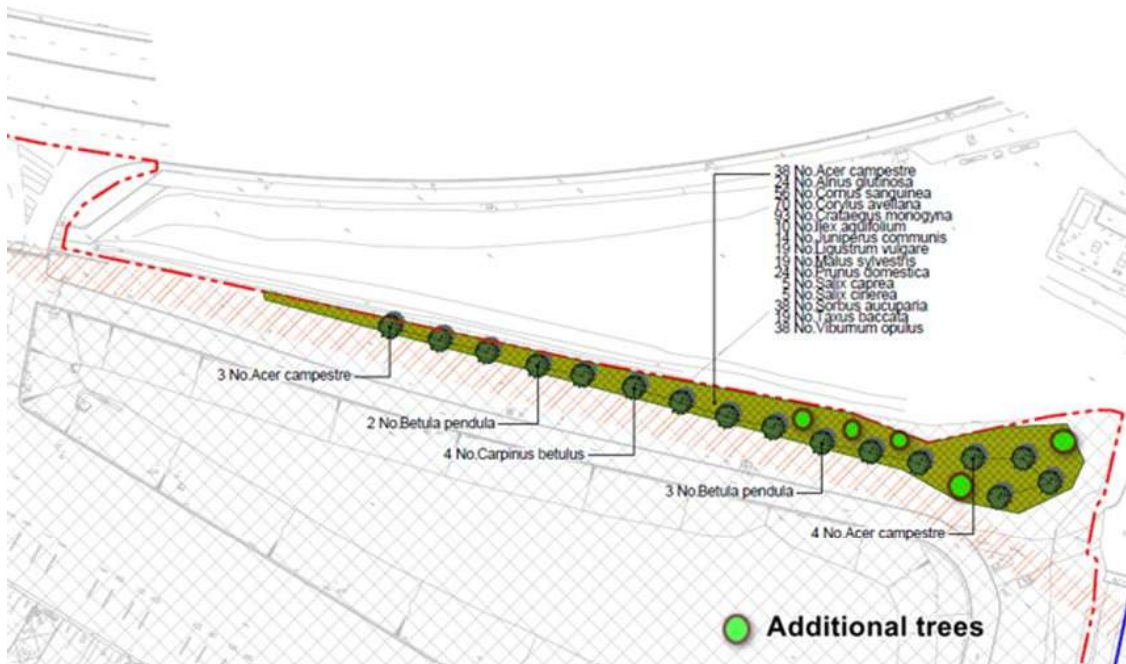 38 No.Acer campestre
24 No.Alnus glutinosa
56 No.Cornus sanguinea
70 No.Corylus avellana
93 No.Crataegus monogyna
10 No.Ilex aquifolium
14 No.Juniperus communis
19 No.Ligustrum vulgare
19 No.Malus sylvestris
24 No.Prunus domestica
5 No.Salix caprea
5 No.Salix cinerea
38 No.Sorbus aucuparia
19 No.Taxus baccata
38 No.Viburnum opulus
3 No.Acer campestre
2 No.Betula pendula
4 No.Carpinus betulus
3 No.Betula pendula
4 No.Acer campestre
Additional trees